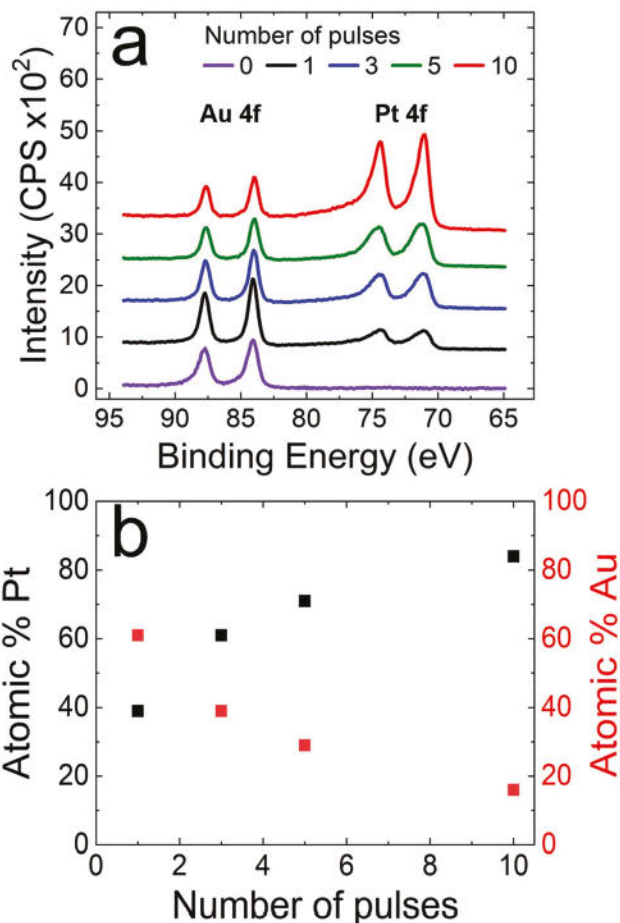 a
Number of pulses
0 1 3 5 10
Au 4f Pt 4f
70
60
50
40
30
20
10
0
Intensity (CPS x10²)
95 90 85 80 75 70 65
Binding Energy (eV)
b
100
80
60
40
20
0
Atomic % Pt
100
80
60
40
20
0
Atomic % Au
0 2 4 6 8 10
Number of pulses